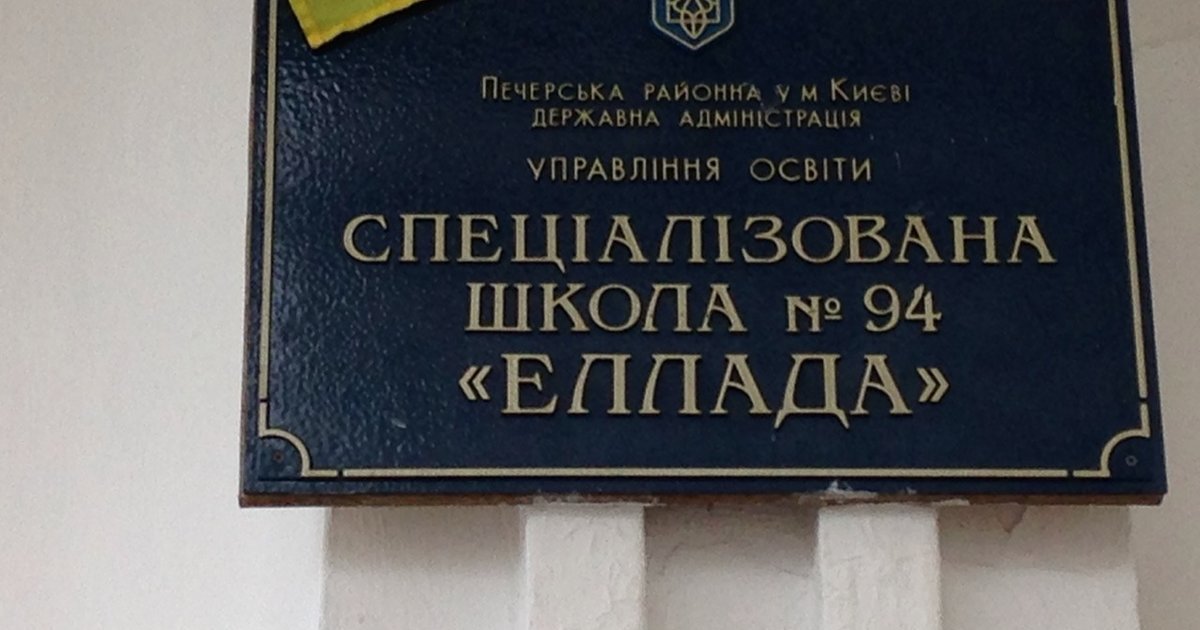 Печерська районна у м Києві
державна адміністрація
управління освіти
СПЕЦІАЛІЗОВАНА
ШКОЛА № 94
«ЕЛЛАДА»